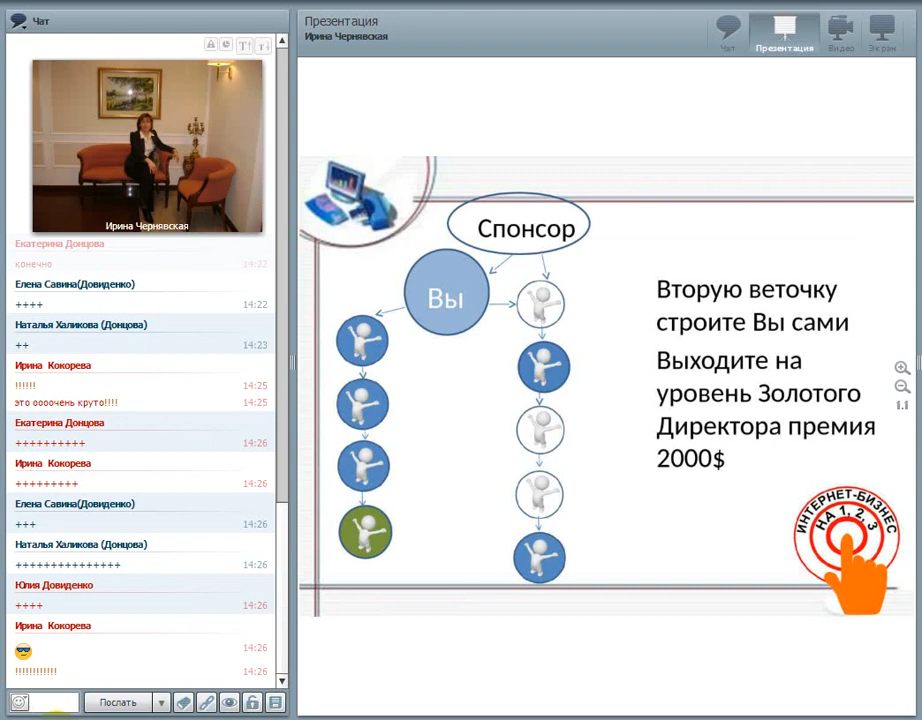 Чат
Ирина Чернявская
Екатерина Донцова
конечно 14:22
Елена Савина(Довиденко)
++++ 14:22
Наталья Халикова (Донцова)
++ 14:23
Ирина Кокорева
!!!!!! 14:25
это оооочень круто!!!! 14:25
Екатерина Донцова
++++++++++ 14:26
Ирина Кокорева
+++++++++ 14:26
Елена Савина(Довиденко)
+++ 14:26
Наталья Халикова (Донцова)
+++++++++++++++ 14:26
Юлия Довиденко
++++ 14:26
Ирина Кокорева
14:26
!!!!!!!!!!!! 14:26
Послать
Презентация
Ирина Чернявская
Чат Презентация Видео Экран
Спонсор
Вы
Вторую веточку
строите Вы сами
Выходите на
уровень Золотого
Директора премия
2000$
ИНТЕРНЕТ-БИЗНЕС
НА 1, 2, 3
1.1